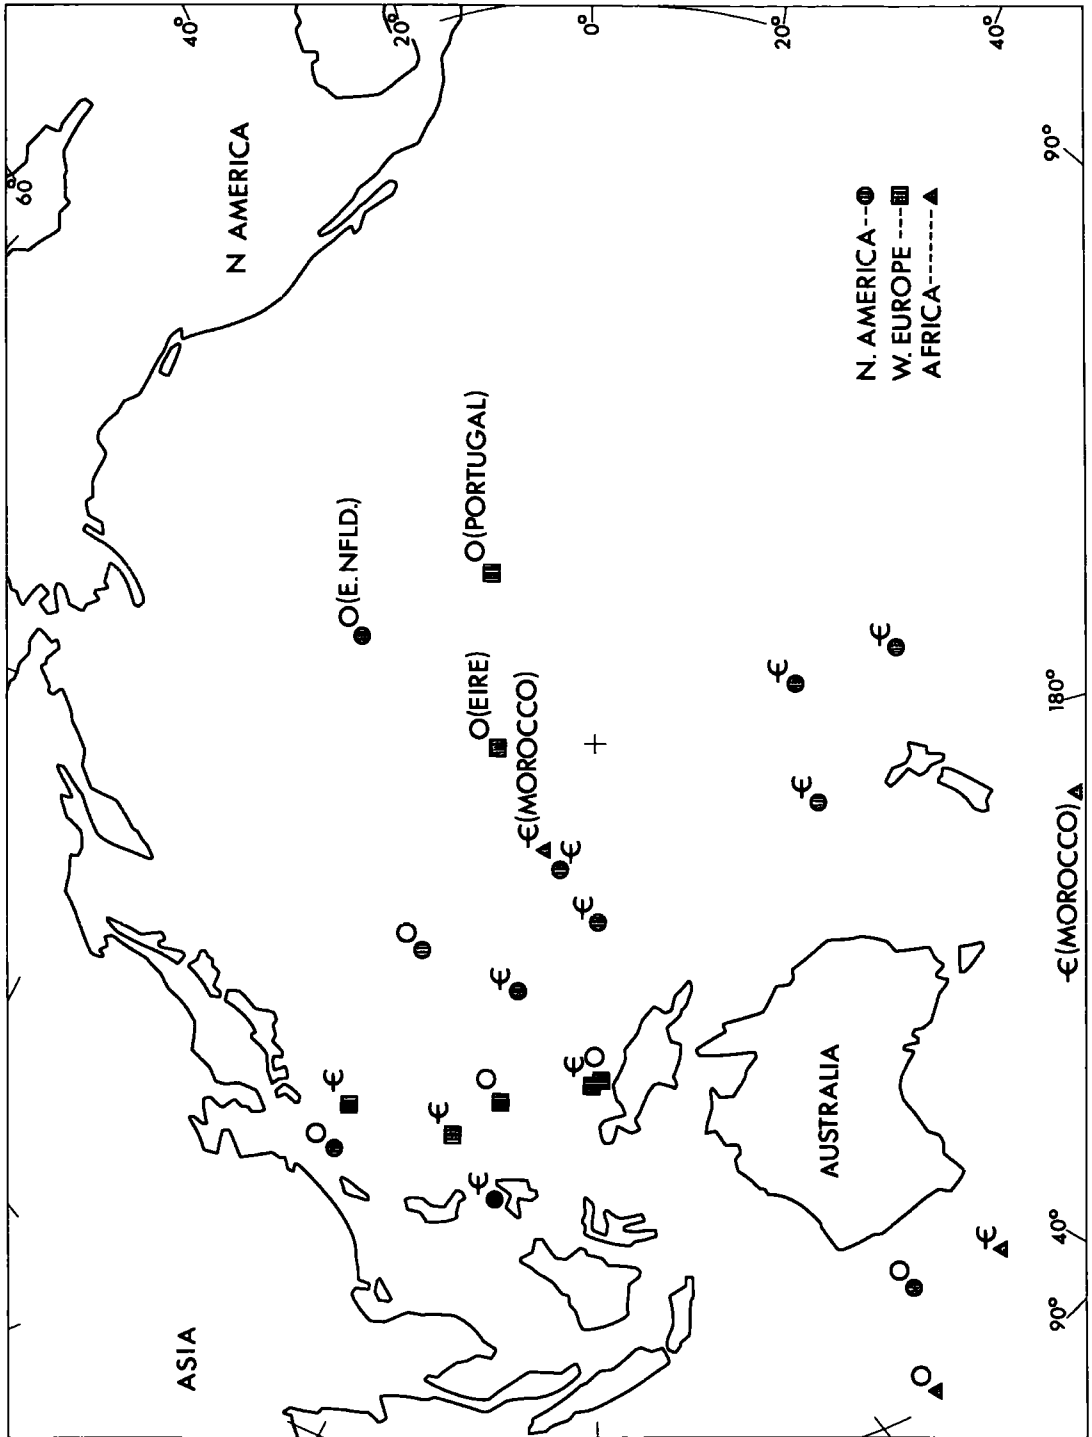 60°
ASIA
40°
N AMERICA
O
Є
O(E. NFLD.)
20°
O
Є
O(PORTUGAL)
O(EIRE)
Є
O
Є
Є(MOROCCO)
Є
Є
Є
O
0°
Є
20°
Є
AUSTRALIA
N. AMERICA--
Є
W. EUROPE ---
O
O
AFRICA-------
Є
40°
90°
40°
180°
90°
Є(MOROCCO)